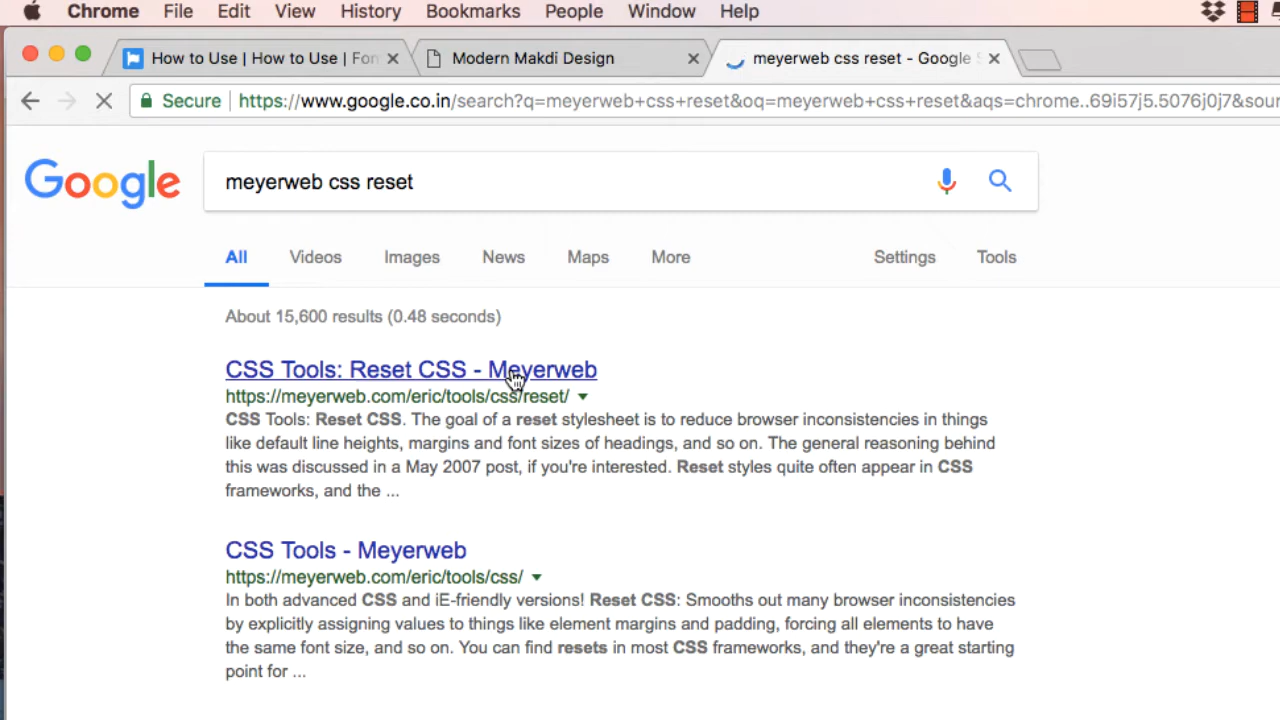 Chrome File Edit View History Bookmarks People Window Help
How to Use | How to Use | Fon
Modern Makdi Design
meyerweb css reset - Google S
Secure https://www.google.co.in/search?q=meyerweb+css+reset&oq=meyerweb+css+reset&aqs=chrome..69i57j5.5076j0j7&sour
Google
meyerweb css reset
All Videos Images News Maps More Settings Tools
About 15,600 results (0.48 seconds)
CSS Tools: Reset CSS - Meyerweb
https://meyerweb.com/eric/tools/css/reset/
CSS Tools: Reset CSS. The goal of a reset stylesheet is to reduce browser inconsistencies in things
like default line heights, margins and font sizes of headings, and so on. The general reasoning behind
this was discussed in a May 2007 post, if you're interested. Reset styles quite often appear in CSS
frameworks, and the ...
CSS Tools - Meyerweb
https://meyerweb.com/eric/tools/css/
In both advanced CSS and iE-friendly versions! Reset CSS: Smooths out many browser inconsistencies
by explicitly assigning values to things like element margins and padding, forcing all elements to have
the same font size, and so on. You can find resets in most CSS frameworks, and they're a great starting
point for ...